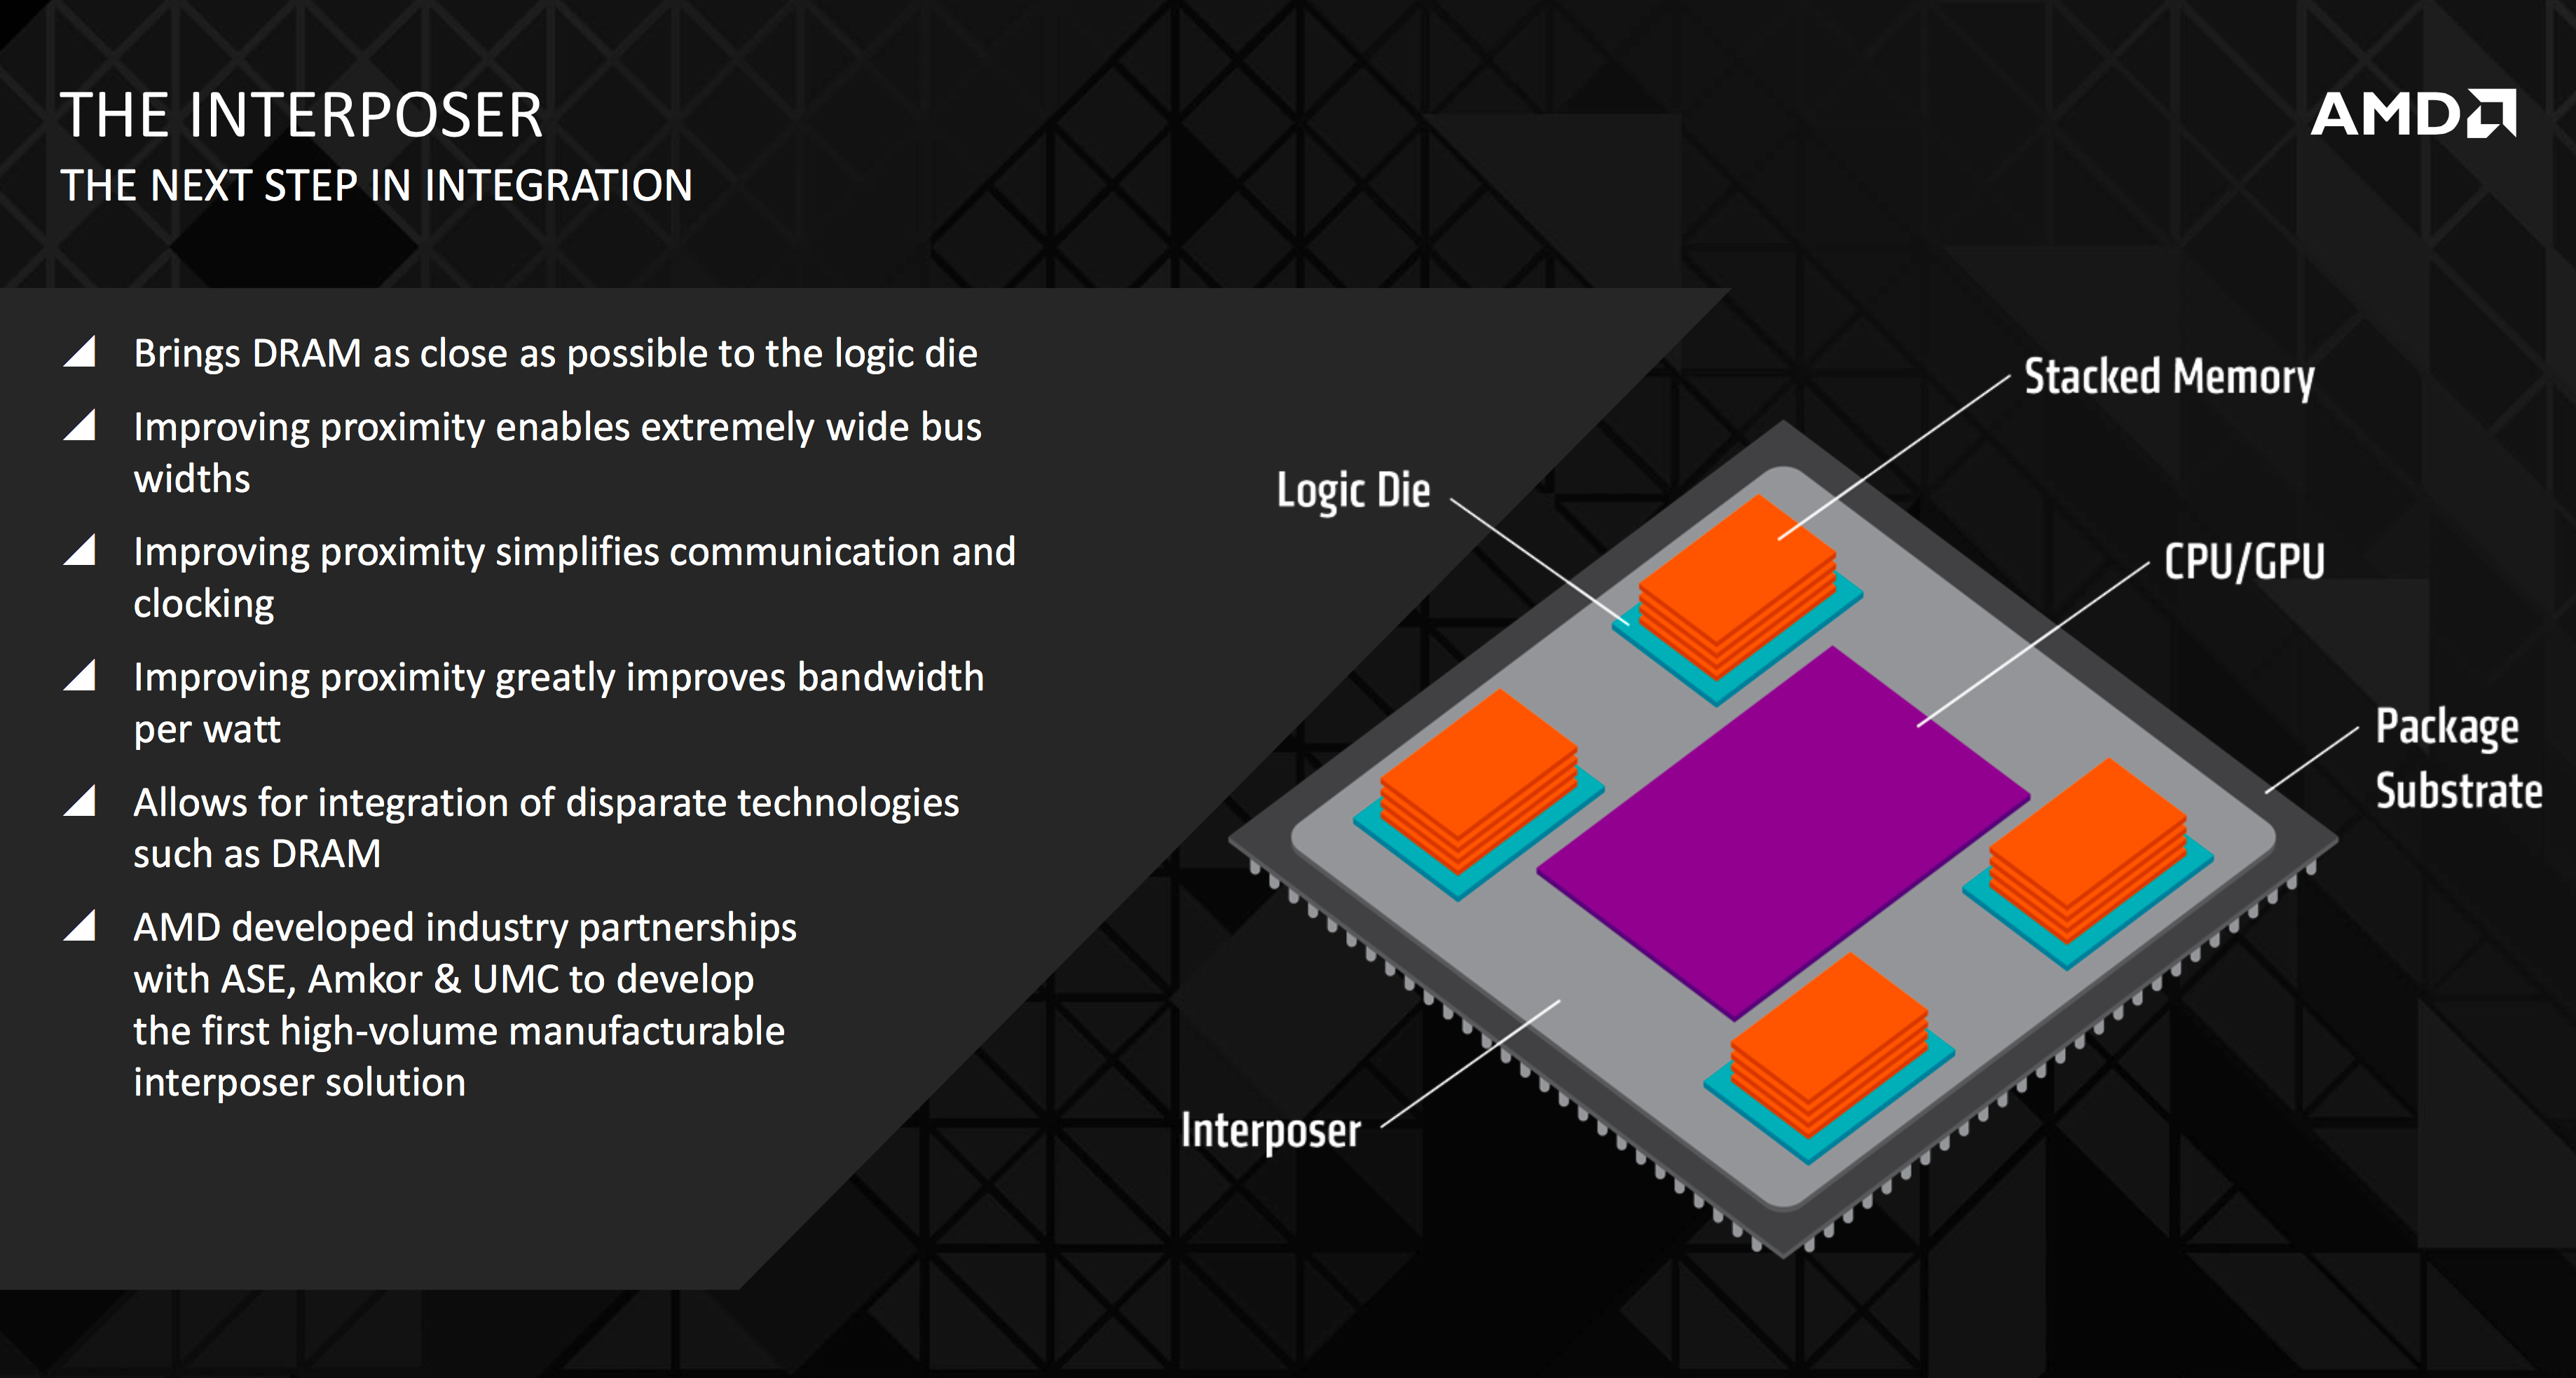 THE INTERPOSER
THE NEXT STEP IN INTEGRATION
AMD
Brings DRAM as close as possible to the logic die
Improving proximity enables extremely wide bus
widths
Improving proximity simplifies communication and
clocking
Improving proximity greatly improves bandwidth
per watt
Allows for integration of disparate technologies
such as DRAM
AMD developed industry partnerships
with ASE, Amkor & UMC to develop
the first high-volume manufacturable
interposer solution
Stacked Memory
Logic Die
CPU/GPU
Package
Substrate
Interposer